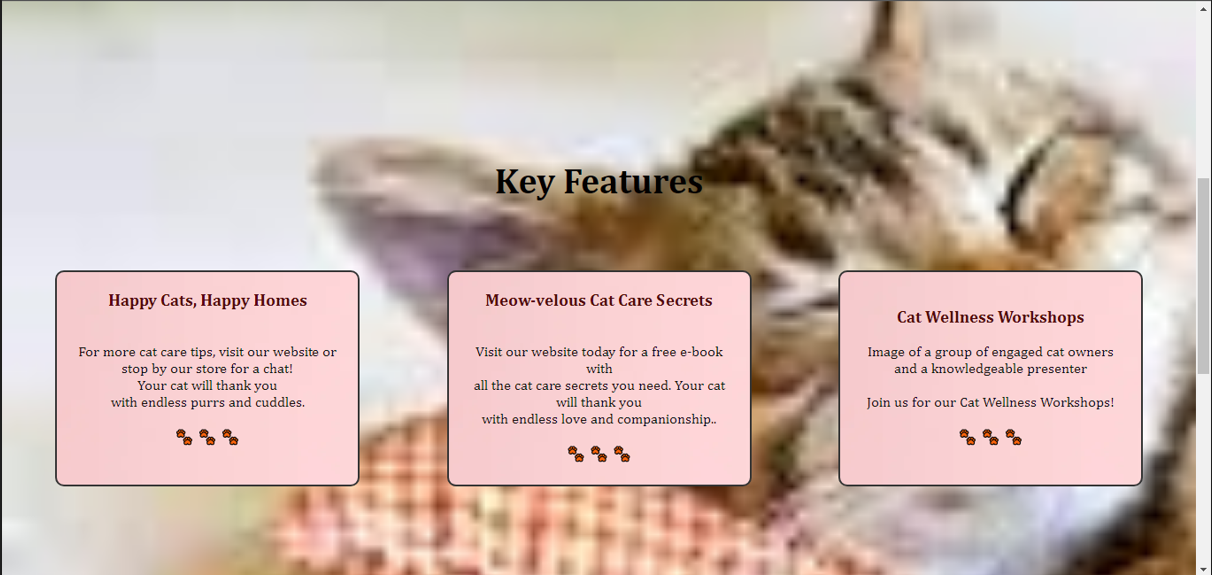 Key Features
Happy Cats, Happy Homes
For more cat care tips, visit our website or
stop by our store for a chat!
Your cat will thank you
with endless purrs and cuddles.
Meow-velous Cat Care Secrets
Visit our website today for a free e-book
with
all the cat care secrets you need. Your cat
will thank you
with endless love and companionship..
Cat Wellness Workshops
Image of a group of engaged cat owners
and a knowledgeable presenter
Join us for our Cat Wellness Workshops!